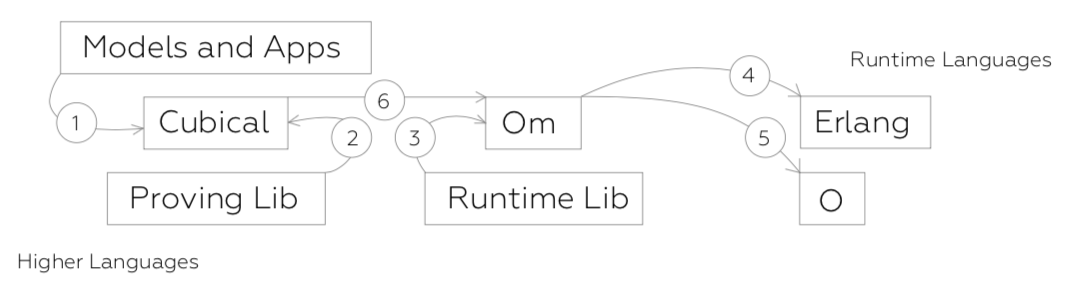 Models and Apps
Runtime Languages
4
6
1
Cubical
2
3
Om
5
Erlang
Proving Lib
Runtime Lib
O
Higher Languages